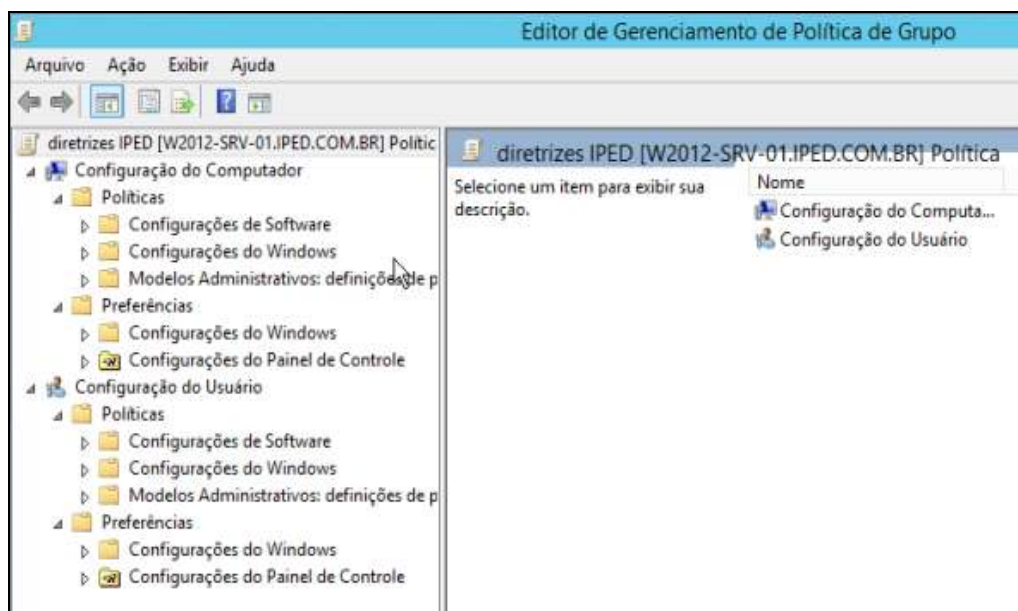 Editor de Gerenciamento de Política de Grupo
Arquivo Ação Exibir Ajuda
diretrizes IPED [W2012-SRV-01.IPED.COM.BR] Polític
Configuração do Computador
Políticas
Configurações de Software
Configurações do Windows
Modelos Administrativos: definições de p
Preferências
Configurações do Windows
Configurações do Painel de Controle
Configuração do Usuário
Políticas
Configurações de Software
Configurações do Windows
Modelos Administrativos: definições de p
Preferências
Configurações do Windows
Configurações do Painel de Controle
diretrizes IPED [W2012-SRV-01.IPED.COM.BR] Política
Selecione um item para exibir sua
descrição.
Nome
Configuração do Computa...
Configuração do Usuário